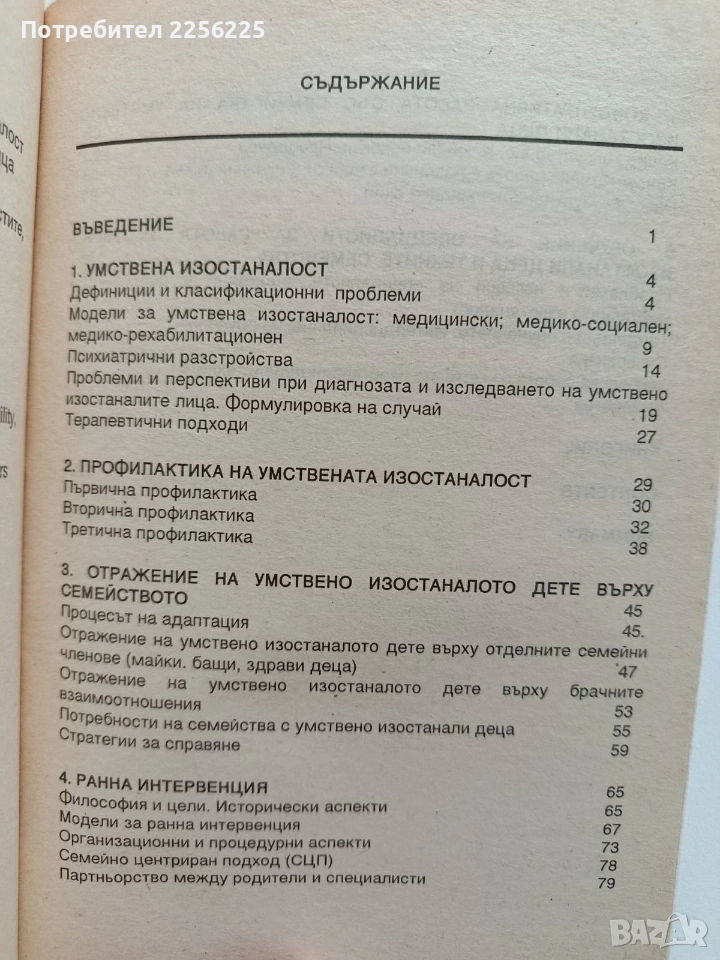 Потребител 2256225
СЪДЪРЖАНИЕ
ВЪВЕДЕНИЕ 1
1. УМСТВЕНА ИЗОСТАНАЛОСТ 4
Дефиниции и класификационни проблеми 4
Модели за умствена изостаналост: медицински; медико-социален;
медико-рехабилитационен 9
Психиатрични разстройства 14
Проблеми и перспективи при диагнозата и изследването на умствено
изостаналите лица. Формулировка на случай 19
Терапевтични подходи 27
2. ПРОФИЛАКТИКА НА УМСТВЕНАТА ИЗОСТАНАЛОСТ 29
Първична профилактика 30
Вторична профилактика 32
Третична профилактика 38
3. ОТРАЖЕНИЕ НА УМСТВЕНО ИЗОСТАНАЛОТО ДЕТЕ ВЪРХУ
СЕМЕЙСТВОТО 45
Процесът на адаптация 45.
Отражение на умствено изостаналото дете върху отделните семейни
членове (майки. бащи, здрави деца) 47
Отражение на умствено изостаналото дете върху брачните
взаимоотношения 53
Потребности на семейства с умствено изостанали деца 55
Стратегии за справяне 59
4. РАННА ИНТЕРВЕНЦИЯ 65
Философия и цели. Исторически аспекти 65
Модели за ранна интервенция 67
Организационни и процедурни аспекти 73
Семейно центриран подход (СЦП) 78
Партньорство между родители и специалисти 79
BAZAR